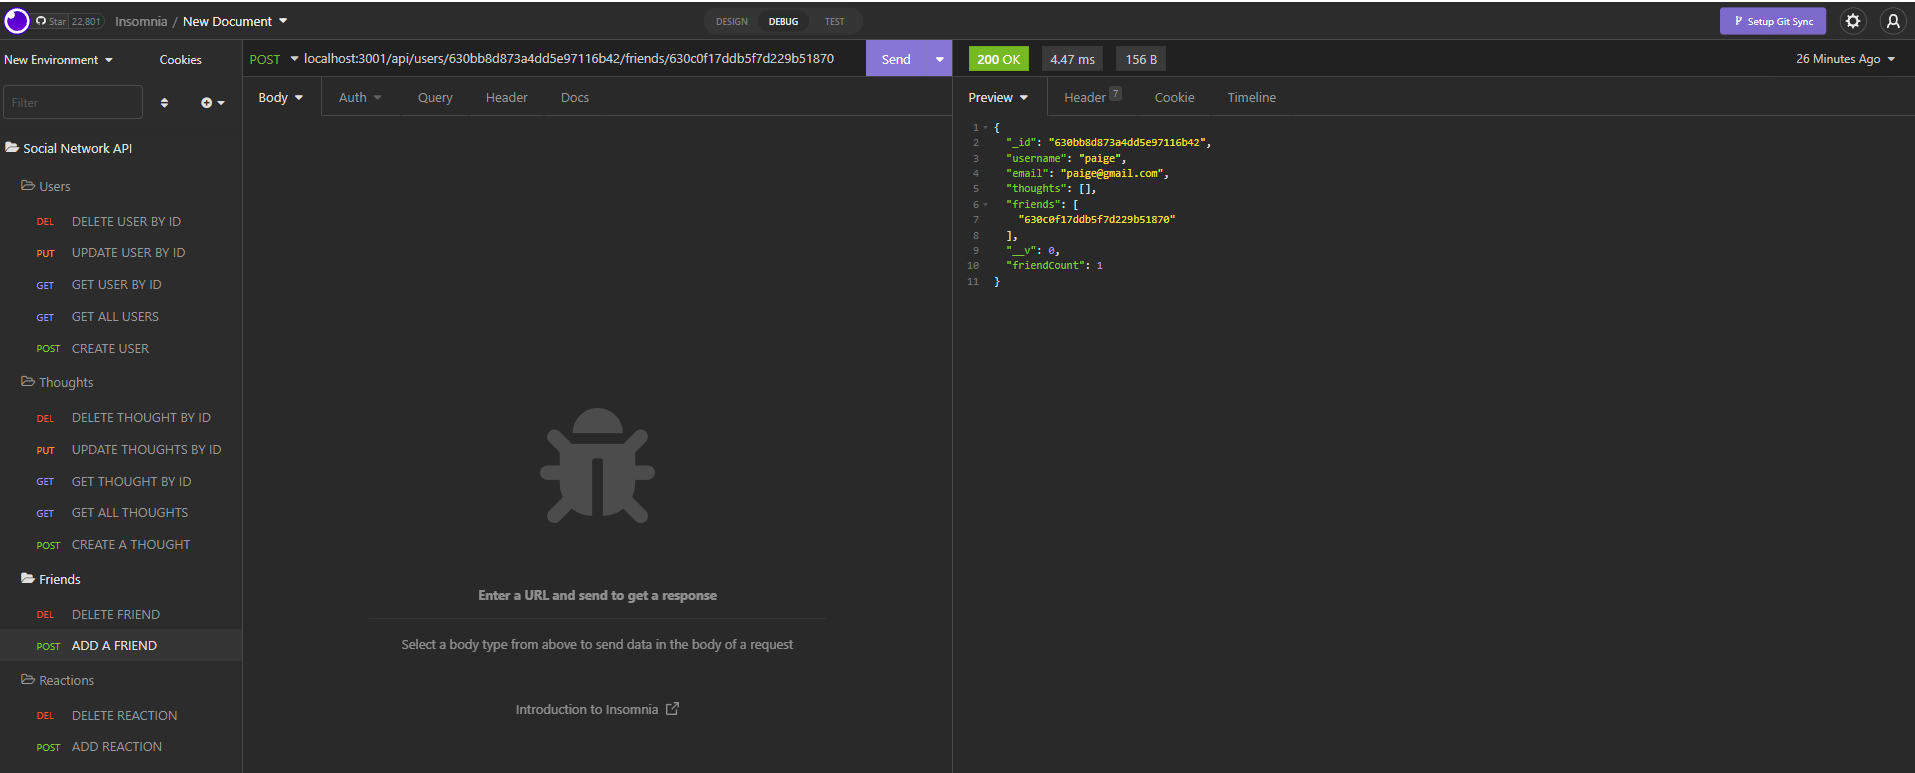 Star 22,801 Insomnia / New Document DESIGN DEBUG TEST Setup Git Sync
New Environment Cookies
Filter
Social Network API
Users
DEL DELETE USER BY ID
PUT UPDATE USER BY ID
GET GET USER BY ID
GET GET ALL USERS
POST CREATE USER
Thoughts
DEL DELETE THOUGHT BY ID
PUT UPDATE THOUGHTS BY ID
GET GET THOUGHT BY ID
GET GET ALL THOUGHTS
POST CREATE A THOUGHT
Friends
DEL DELETE FRIEND
POST ADD A FRIEND
Reactions
DEL DELETE REACTION
POST ADD REACTION
POST localhost:3001/api/users/630bb8d873a4dd5e97116b42/friends/630c0f17ddb5f7d229b51870 Send
Body Auth Query Header Docs
Enter a URL and send to get a response
Select a body type from above to send data in the body of a request
Introduction to Insomnia
200 OK 4.47 ms 156 B 26 Minutes Ago
Preview Header 7 Cookie Timeline
1 {
2 "_id": "630bb8d873a4dd5e97116b42",
3 "username": "paige",
4 "email": "paige@gmail.com",
5 "thoughts": [],
6 "friends": [
7 "630c0f17ddb5f7d229b51870"
8 ],
9 "__v": 0,
10 "friendCount": 1
11 }